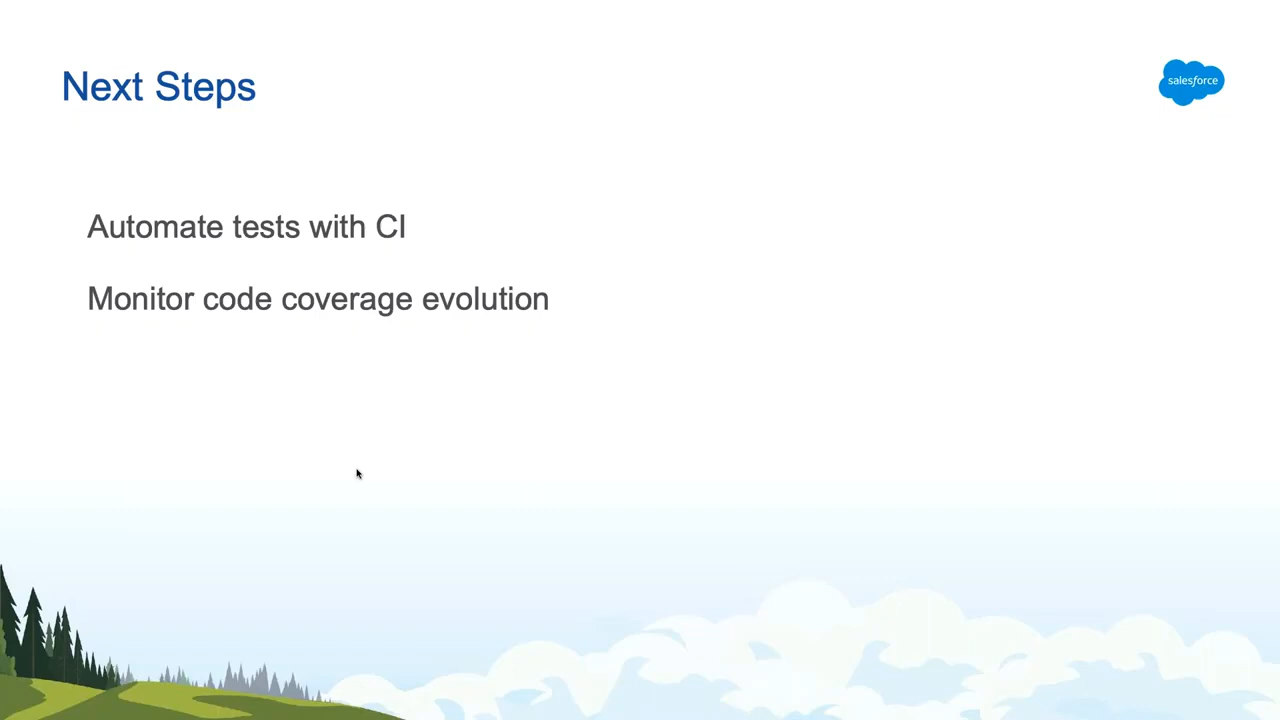 Next Steps
salesforce
Automate tests with CI
Monitor code coverage evolution